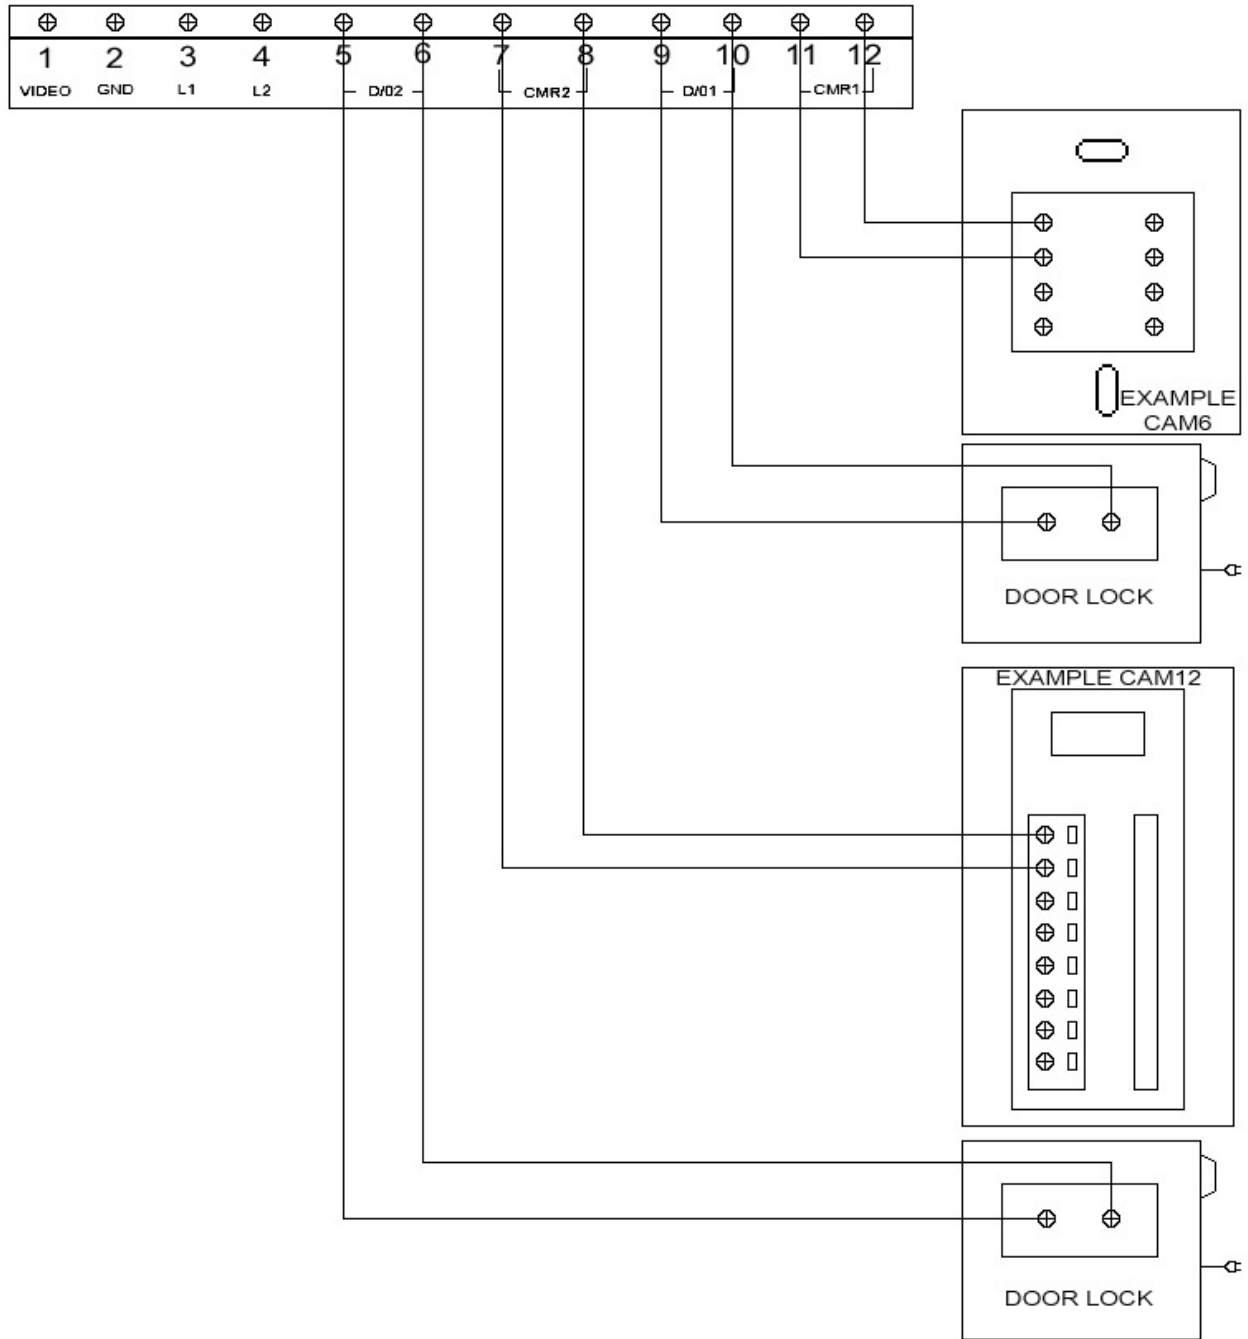 1 2 3 4 5 6 7 8 9 10 11 12
VIDEO GND L1 L2 D/02 CMR2 D/01 CMR1
EXAMPLE
CAM6
DOOR LOCK
EXAMPLE CAM12
DOOR LOCK